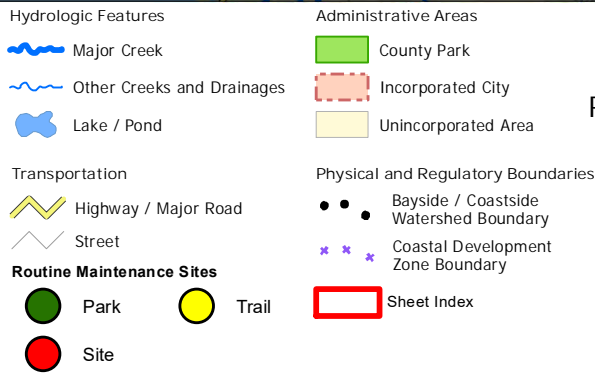 Hydrologic Features
Major Creek
Other Creeks and Drainages
Lake / Pond
Transportation
Highway / Major Road
Street
Routine Maintenance Sites
Park
Trail
Site
Administrative Areas
County Park
Incorporated City
Unincorporated Area
Physical and Regulatory Boundaries
Bayside / Coastside
Watershed Boundary
Coastal Development
Zone Boundary
Sheet Index